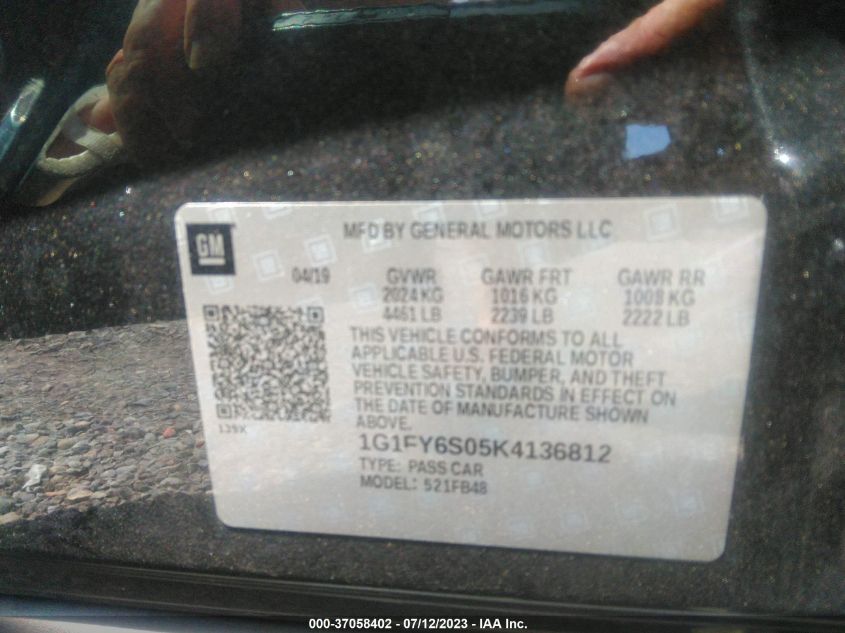 GM
MFD BY GENERAL MOTORS LLC
04/19 GVWR GAWR FRT GAWR RR
2024 KG 1016 KG 1008 KG
4461 LB 2239 LB 2222 LB
THIS VEHICLE CONFORMS TO ALL
APPLICABLE U.S. FEDERAL MOTOR
VEHICLE SAFETY, BUMPER, AND THEFT
PREVENTION STANDARDS IN EFFECT ON
THE DATE OF MANUFACTURE SHOWN
ABOVE.
139X
1G1FY6S05K4136812
TYPE: PASS CAR
MODEL: 521FB48
000-37058402 - 07/12/2023 - IAA Inc.